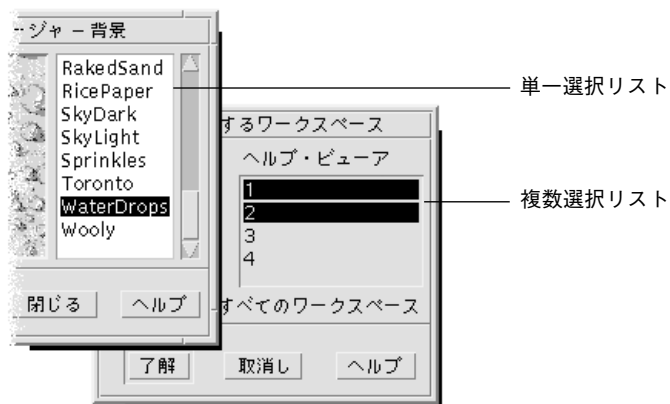 ージャ − 背景
RakedSand
RicePaper
SkyDark
SkyLight
Sprinkles
Toronto
WaterDrops
Wooly
閉じる
ヘルプ
単一選択リスト
するワークスペース
ヘルプ・ビューア
1
2
3
4
複数選択リスト
すべてのワークスペース
了解
取消し
ヘルプ